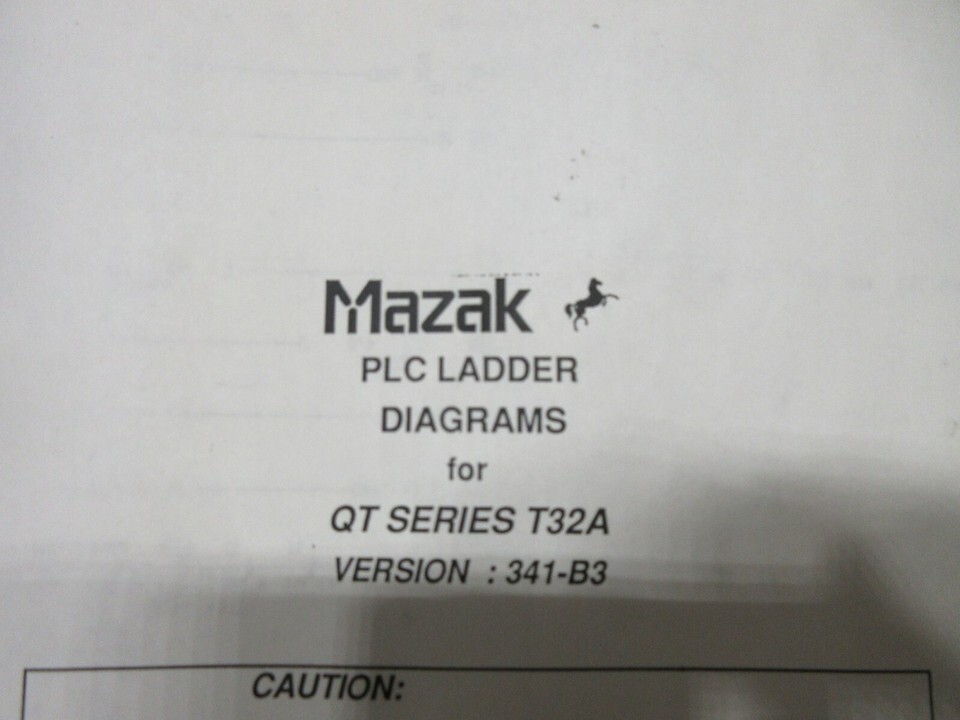 Mazak
PLC LADDER
DIAGRAMS
for
QT SERIES T32A
VERSION : 341-B3
CAUTION: